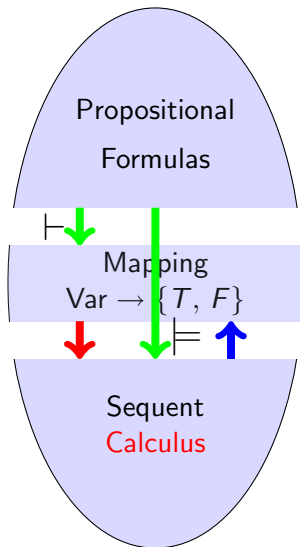 Propositional
Formulas
⊢
Mapping
Var → {T, F}
⊨
Sequent
Calculus